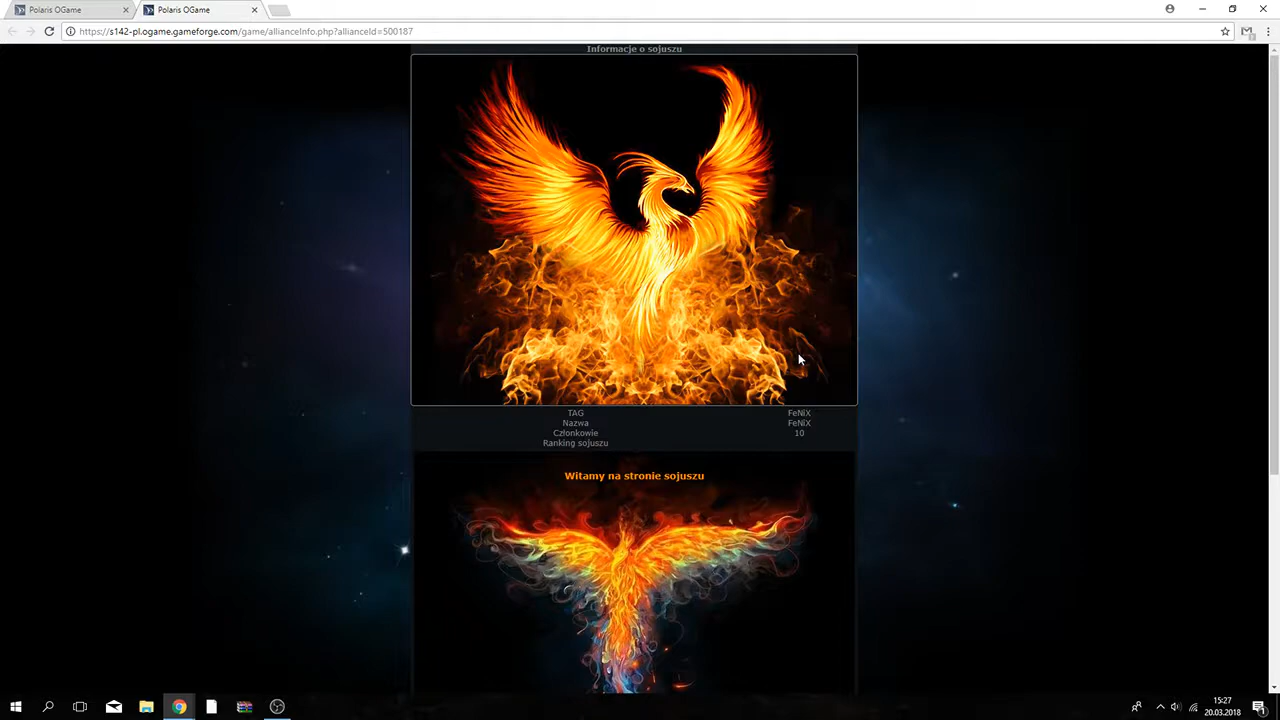 Polaris OGame
Polaris OGame
https://s142-pl.ogame.gameforge.com/game/allianceInfo.php?allianceId=500187
Informacje o sojuszu
TAG FeNiX
Nazwa FeNiX
Członkowie 10
Ranking sojuszu
Witamy na stronie sojuszu
15:27
20.03.2018